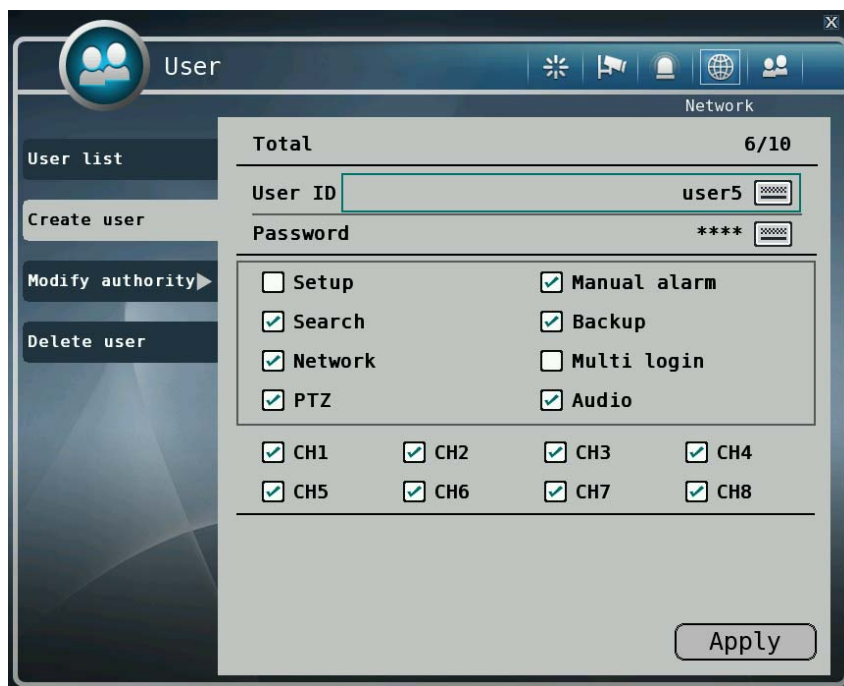 X
User
Network
User list
Create user
Modify authority
Delete user
Total 6/10
User ID user5
Password ****
Setup Manual alarm
Search Backup
Network Multi login
PTZ Audio
CH1 CH2 CH3 CH4
CH5 CH6 CH7 CH8
Apply